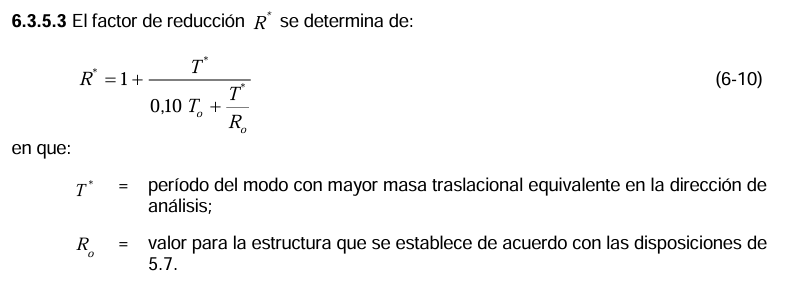 6.3.5.3 El factor de reducción R* se determina de:
R* = 1 + T* / (0,10 T_o + T* / R_o) (6-10)
en que:
T* = período del modo con mayor masa traslacional equivalente en la dirección de
análisis;
R_o = valor para la estructura que se establece de acuerdo con las disposiciones de
5.7.